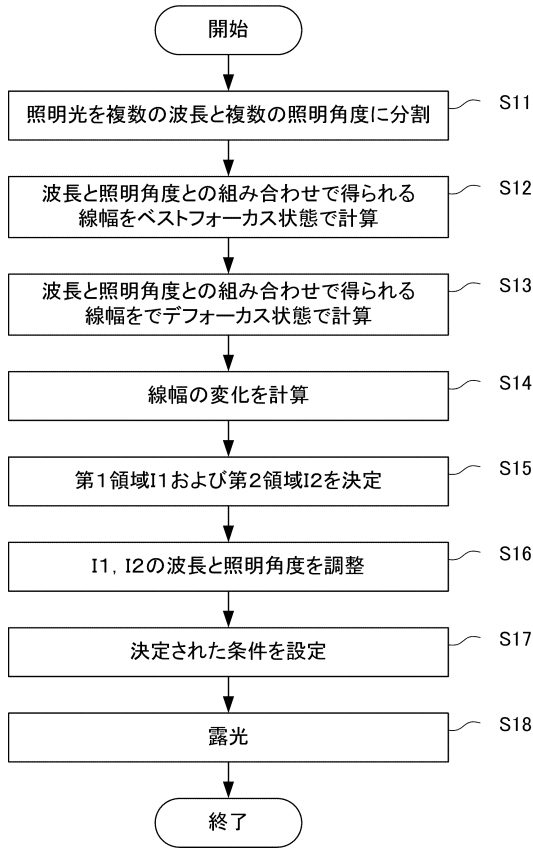 開始
照明光を複数の波長と複数の照明角度に分割
S11
波長と照明角度との組み合わせで得られる
線幅をベストフォーカス状態で計算
S12
波長と照明角度との組み合わせで得られる
線幅をでデフォーカス状態で計算
S13
線幅の変化を計算
S14
第1領域I1および第2領域I2を決定
S15
I1，I2の波長と照明角度を調整
S16
決定された条件を設定
S17
露光
S18
終了